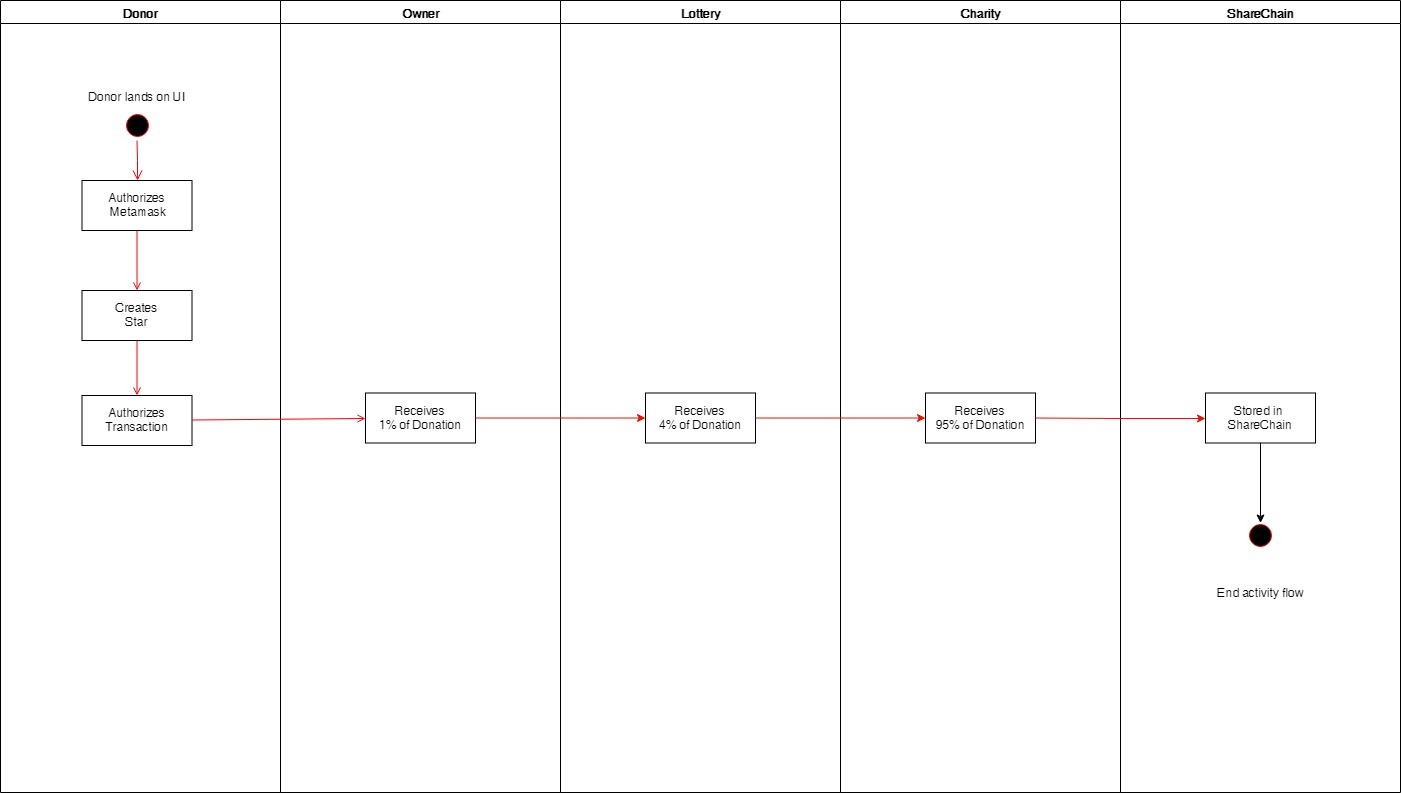 Donor
Owner
Lottery
Charity
ShareChain
Donor lands on UI
Authorizes
Metamask
Creates
Star
Authorizes
Transaction
Receives
1% of Donation
Receives
4% of Donation
Receives
95% of Donation
Stored in
ShareChain
End activity flow